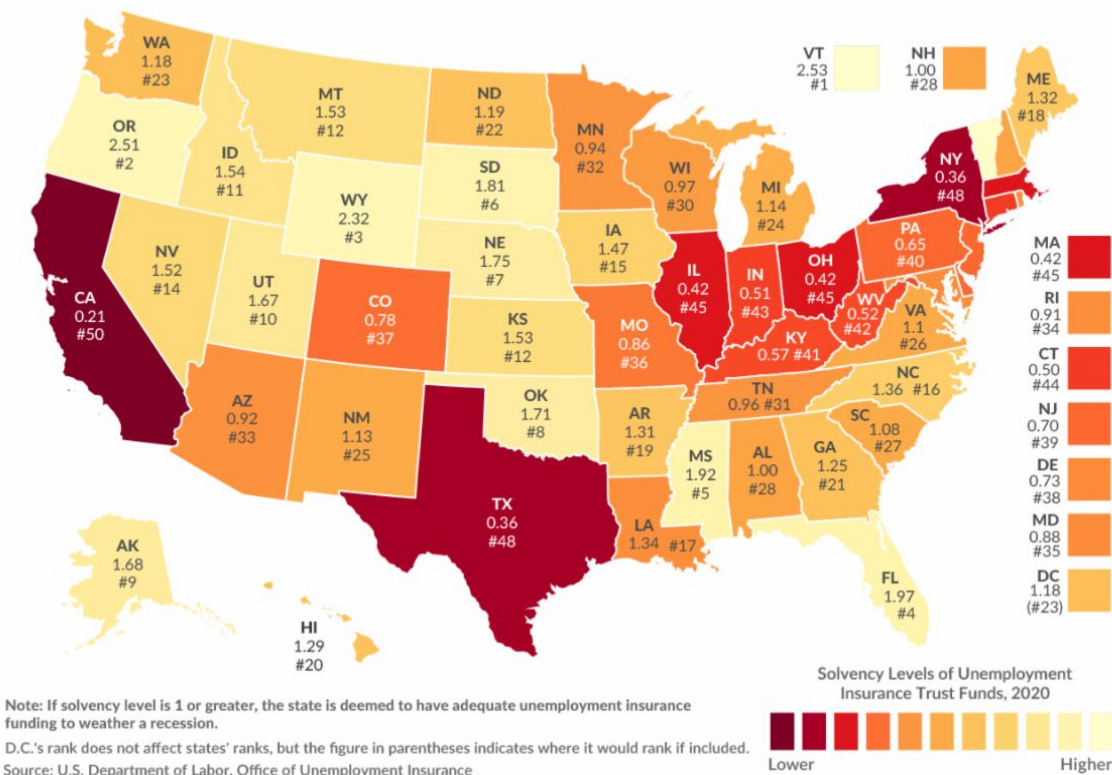 WA
1.18
#23
MT
1.53
#12
ND
1.19
#22
MN
0.94
#32
VT
2.53
#1
NH
1.00
#28
ME
1.32
#18
OR
2.51
#2
ID
1.54
#11
WY
2.32
#3
SD
1.81
#6
WI
0.97
#30
MI
1.14
#24
NY
0.36
#48
NV
1.52
#14
UT
1.67
#10
CO
0.78
#37
NE
1.75
#7
IA
1.47
#15
IL
0.42
#45
IN
0.51
#43
OH
0.42
#45
PA
0.65
#40
CA
0.21
#50
KS
1.53
#12
MO
0.86
#36
KY
0.57 #41
WV
0.52
#42
VA
1.1
#26
AZ
0.92
#33
NM
1.13
#25
OK
1.71
#8
AR
1.31
#19
TN
0.96 #31
NC
1.36 #16
SC
1.08
#27
TX
0.36
#48
LA
1.34 #17
MS
1.92
#5
AL
1.00
#28
GA
1.25
#21
FL
1.97
#4
AK
1.68
#9
HI
1.29
#20
MA
0.42
#45
RI
0.91
#34
CT
0.50
#44
NJ
0.70
#39
DE
0.73
#38
MD
0.88
#35
DC
1.18
(#23)
Solvency Levels of Unemployment
Insurance Trust Funds, 2020
Lower
Higher
Note: If solvency level is 1 or greater, the state is deemed to have adequate unemployment insurance
funding to weather a recession.
D.C.'s rank does not affect states' ranks, but the figure in parentheses indicates where it would rank if included.
Source: U.S. Department of Labor, Office of Unemployment Insurance